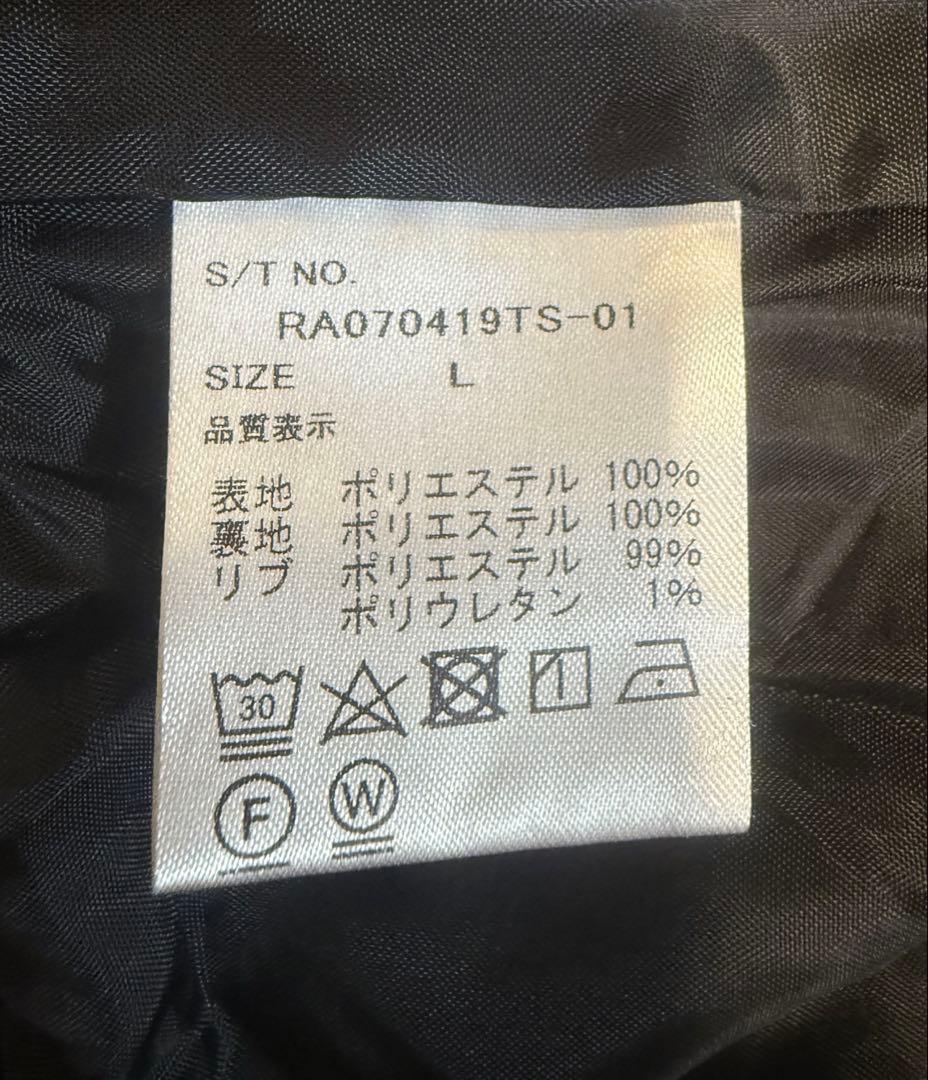 S/T NO.
RA070419TS-01
SIZE L
品質表示
表地 ポリエステル 100%
裏地 ポリエステル 100%
リブ ポリエステル 99%
ポリウレタン 1%
30
F W